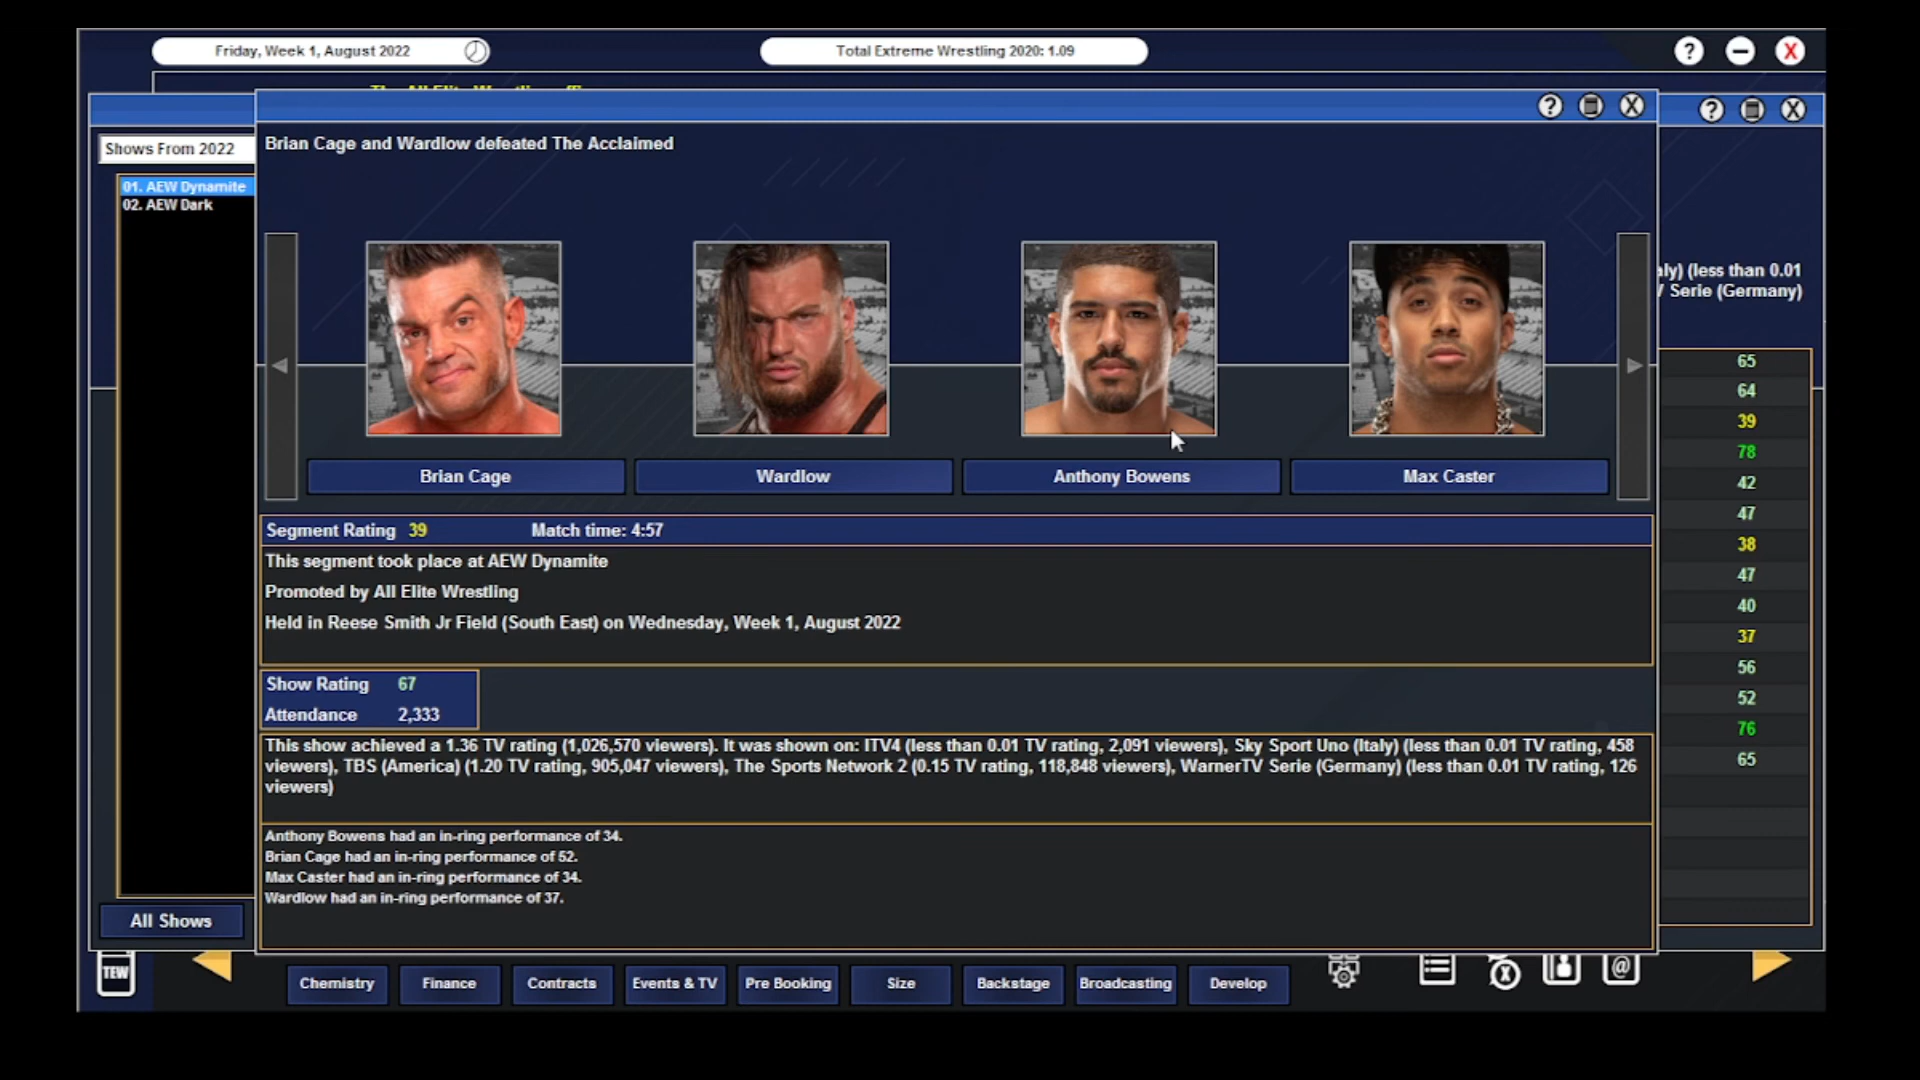 Friday, Week 1, August 2022
Total Extreme Wrestling 2020: 1.09
?
X
?
X
?
X
Brian Cage and Wardlow defeated The Acclaimed
Shows From 2022
01. AEW Dynamite
02. AEW Dark
(less than 0.01
Serie (Germany)
Brian Cage
Wardlow
Anthony Bowens
Max Caster
65
64
39
78
42
47
38
47
40
37
56
52
76
65
Segment Rating 39 Match time: 4:57
This segment took place at AEW Dynamite
Promoted by All Elite Wrestling
Held in Reese Smith Jr Field (South East) on Wednesday, Week 1, August 2022
Show Rating 67
Attendance 2,333
This show achieved a 1.36 TV rating (1,026,570 viewers). It was shown on: ITV4 (less than 0.01 TV rating, 2,091 viewers), Sky Sport Uno (Italy) (less than 0.01 TV rating, 458
viewers), TBS (America) (1.20 TV rating, 905,047 viewers), The Sports Network 2 (0.15 TV rating, 118,848 viewers), WarnerTV Serie (Germany) (less than 0.01 TV rating, 126
viewers)
Anthony Bowens had an in-ring performance of 34.
Brian Cage had an in-ring performance of 52.
Max Caster had an in-ring performance of 34.
Wardlow had an in-ring performance of 37.
All Shows
TEW
Chemistry
Finance
Contracts
Events & TV
Pre Booking
Size
Backstage
Broadcasting
Develop
X
@